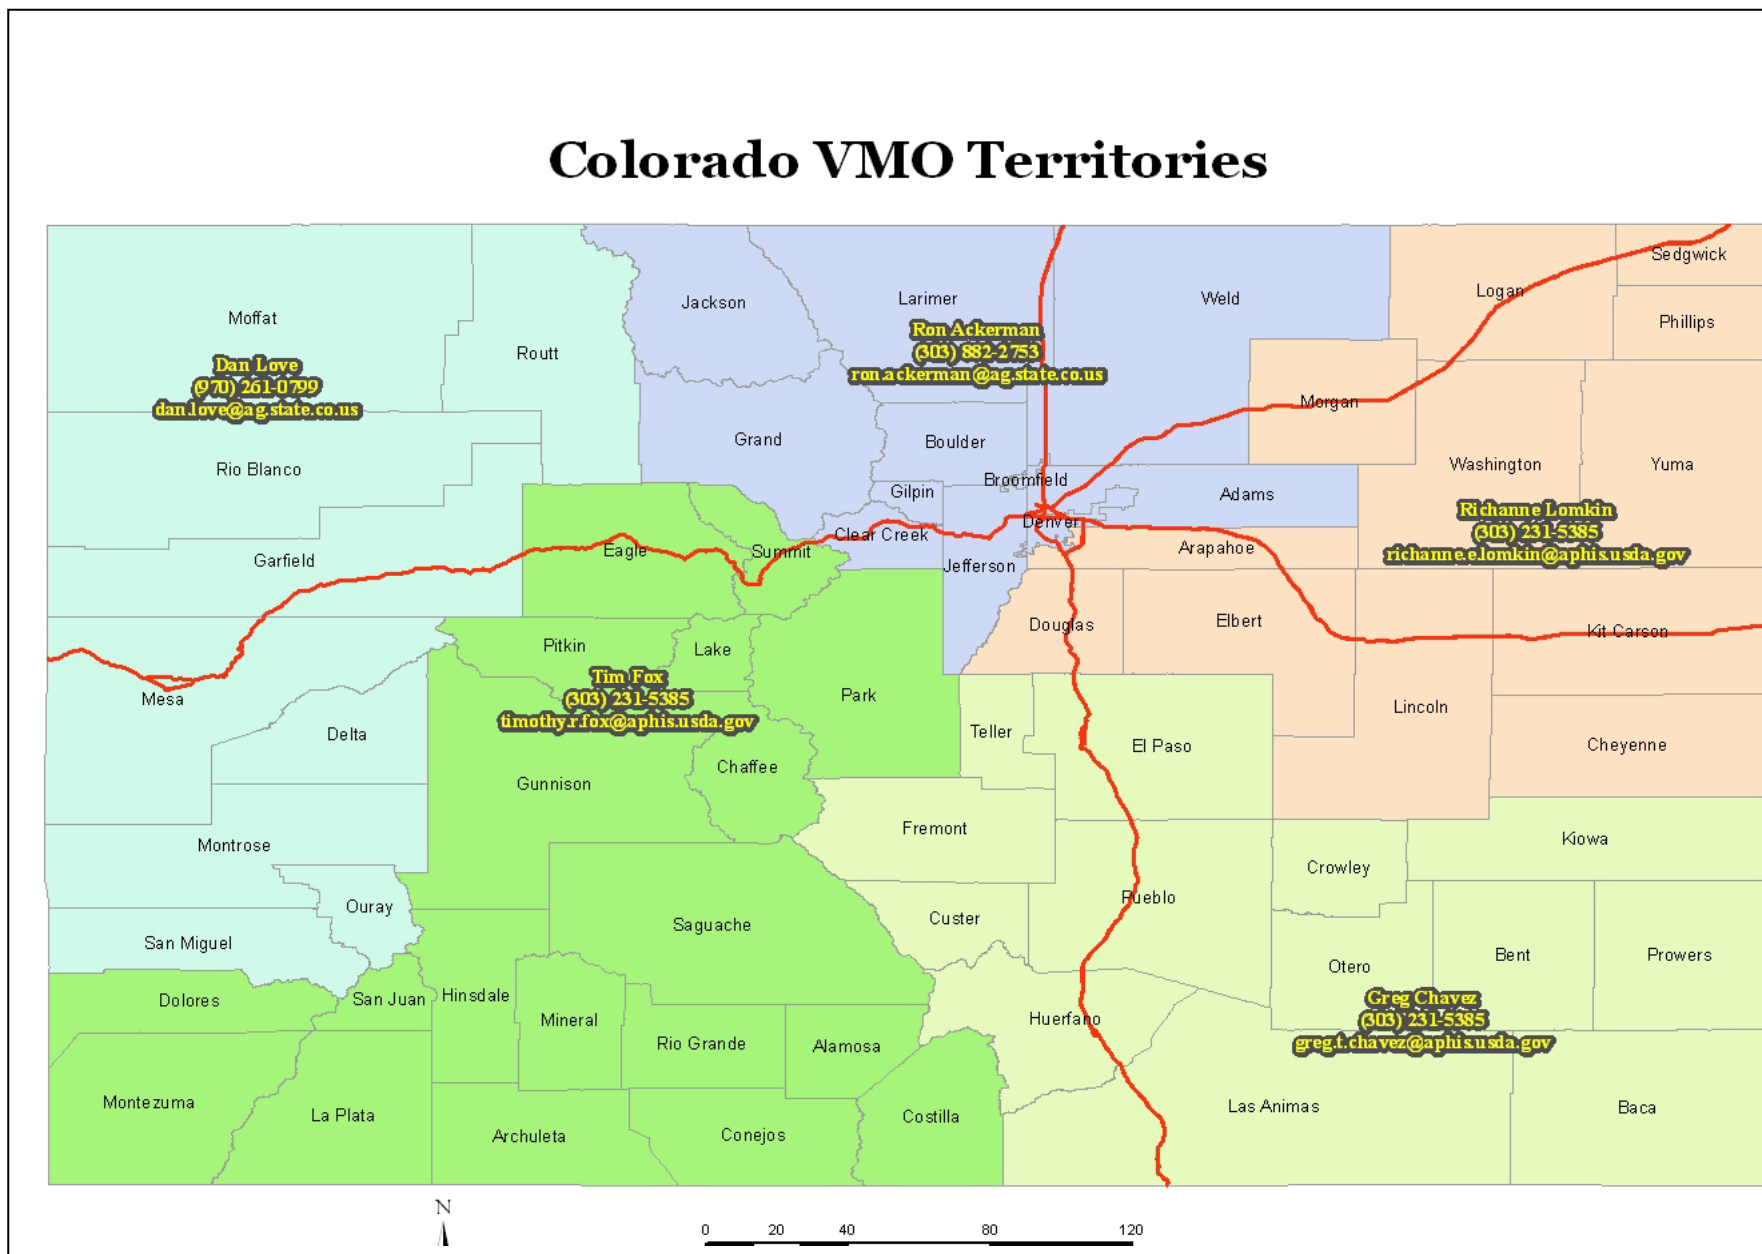 Colorado VMO Territories
Sedgwick
Logan
Jackson
Larimer
Weld
Moffat
Phillips
Ron Ackerman
(303) 882-2753
ron.ackerman@ag.state.co.us
Routt
Dan Love
(970) 261-0799
dan.love@ag.state.co.us
Morgan
Grand
Boulder
Rio Blanco
Washington
Yuma
Broomfield
Gilpin
Adams
Richanne Lomkin
(303) 231-5385
richanne.e.lomkin@aphis.usda.gov
Denver
Clear Creek
Arapahoe
Eagle
Summit
Garfield
Jefferson
Douglas
Elbert
Kit Carson
Pitkin
Lake
Tim Fox
(303) 231-5385
timothy.r.fox@aphis.usda.gov
Mesa
Park
Lincoln
Delta
Teller
El Paso
Cheyenne
Chaffee
Gunnison
Fremont
Kiowa
Montrose
Crowley
Pueblo
Ouray
Custer
Saguache
San Miguel
Bent
Prowers
Otero
Hinsdale
San Juan
Dolores
Greg Chavez
(303) 231-5385
greg.t.chavez@aphis.usda.gov
Mineral
Huerfano
Rio Grande
Alamosa
Montezuma
La Plata
Costilla
Las Animas
Baca
Archuleta
Conejos
N
0 20 40 80 120